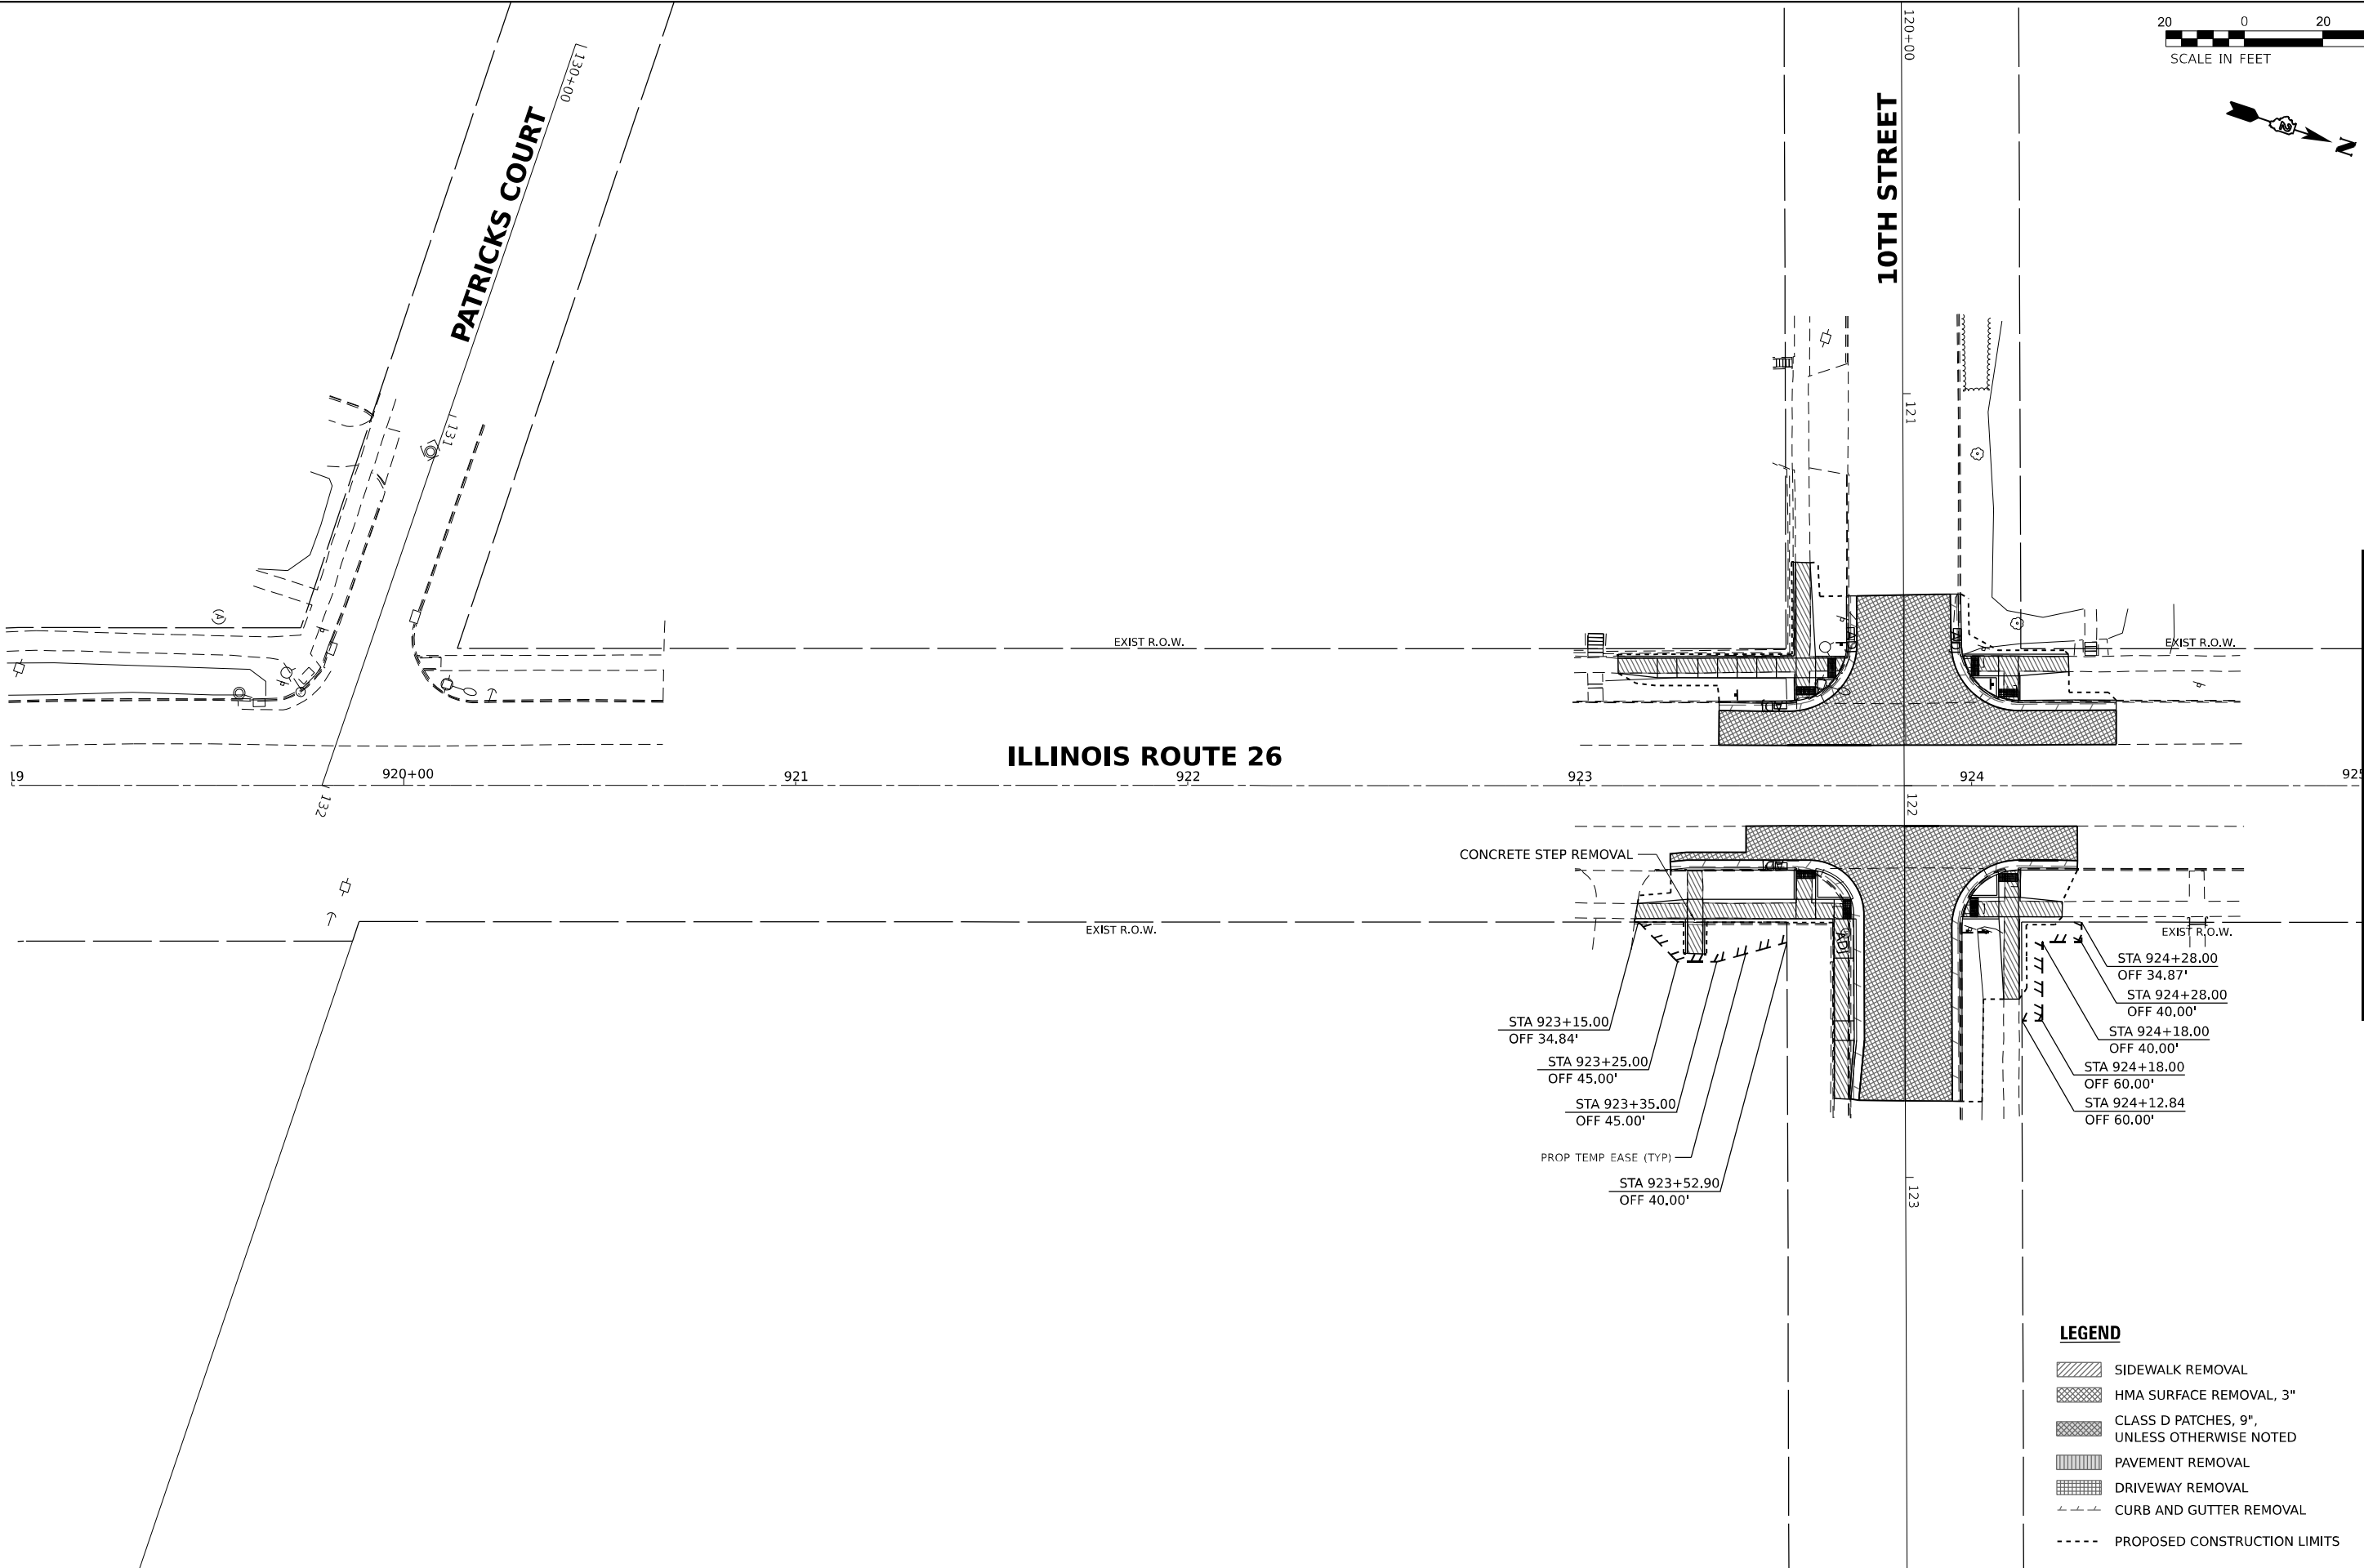 20 0 20
SCALE IN FEET
N
2
120+00
130+00
PATRICKS COURT
10TH STREET
121
131
(A)
EXIST R.O.W.
EXIST R.O.W.
ILLINOIS ROUTE 26
19
920+00
921
922
923
924
925
132
122
CONCRETE STEP REMOVAL
ADJ
EXIST R.O.W.
EXIST R.O.W.
STA 923+15.00
OFF 34.84'
STA 923+25.00
OFF 45.00'
STA 923+35.00
OFF 45.00'
PROP TEMP EASE (TYP)
STA 923+52.90
OFF 40.00'
STA 924+28.00
OFF 34.87'
STA 924+28.00
OFF 40.00'
STA 924+18.00
OFF 40.00'
STA 924+18.00
OFF 60.00'
STA 924+12.84
OFF 60.00'
123
LEGEND
SIDEWALK REMOVAL
HMA SURFACE REMOVAL, 3"
CLASS D PATCHES, 9",
UNLESS OTHERWISE NOTED
PAVEMENT REMOVAL
DRIVEWAY REMOVAL
CURB AND GUTTER REMOVAL
PROPOSED CONSTRUCTION LIMITS